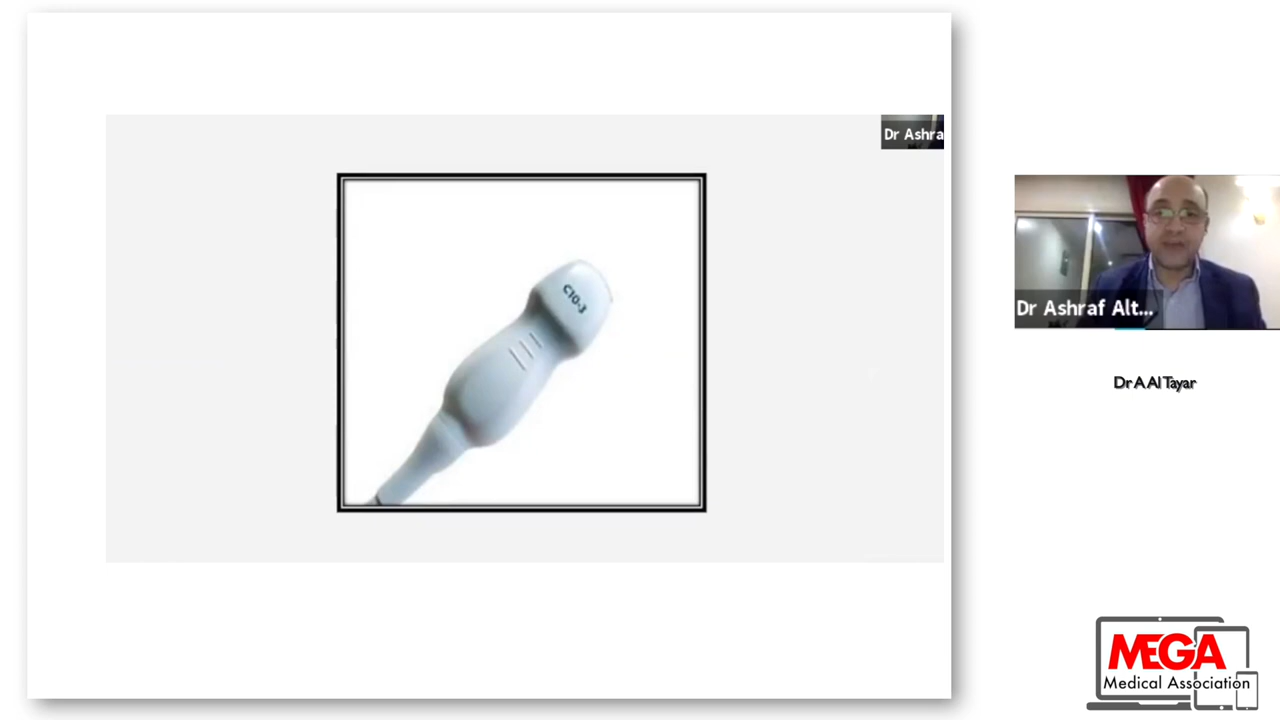 Dr Ashra
C10-3
Dr Ashraf Alt...
Dr A Al Tayar
MEGA
Medical Association